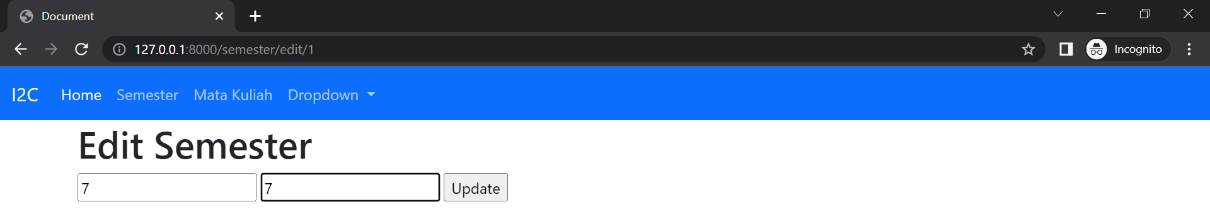 Document
127.0.0.1:8000/semester/edit/1
Incognito
I2C Home Semester Mata Kuliah Dropdown
Edit Semester
7 7 Update